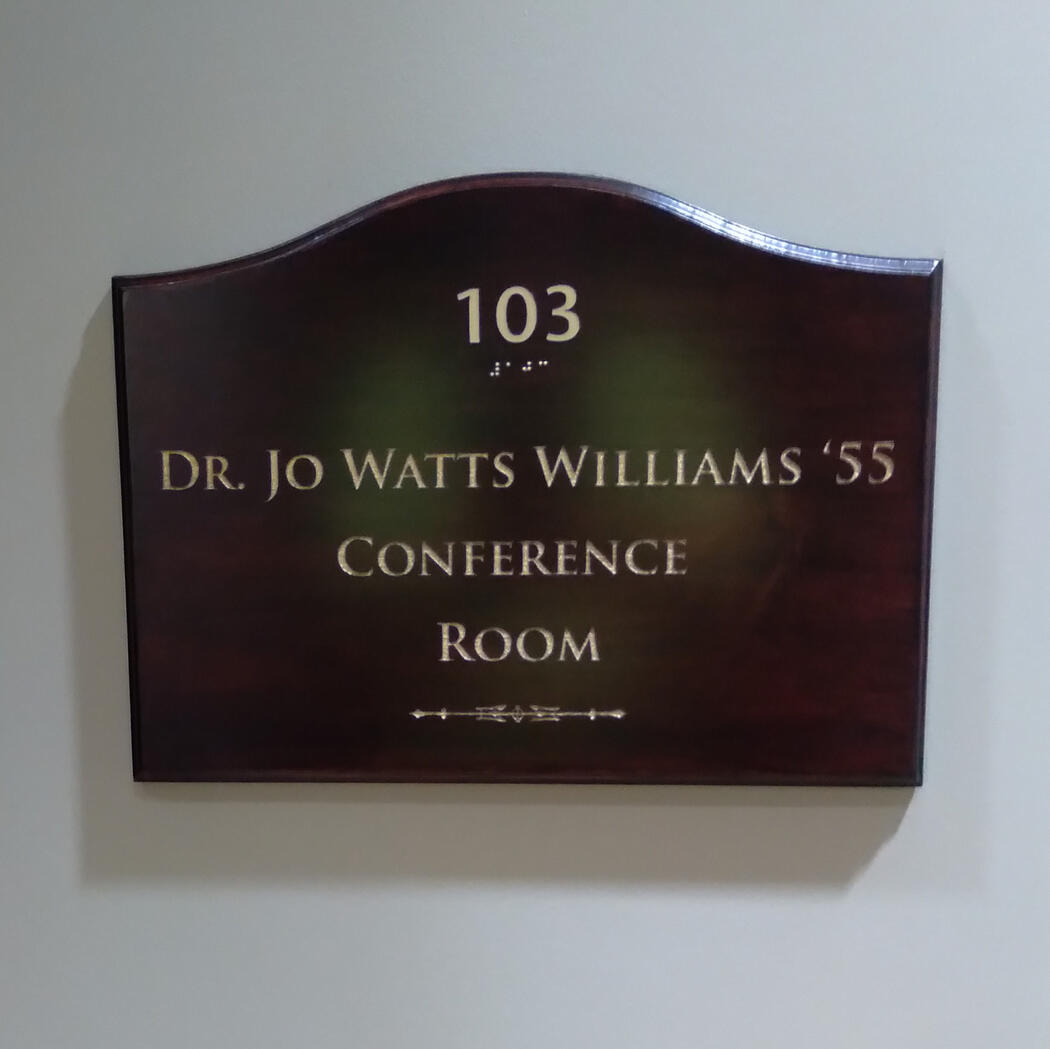 103
⠼⠁⠚⠉
Dr. Jo Watts Williams ‘55
Conference
Room